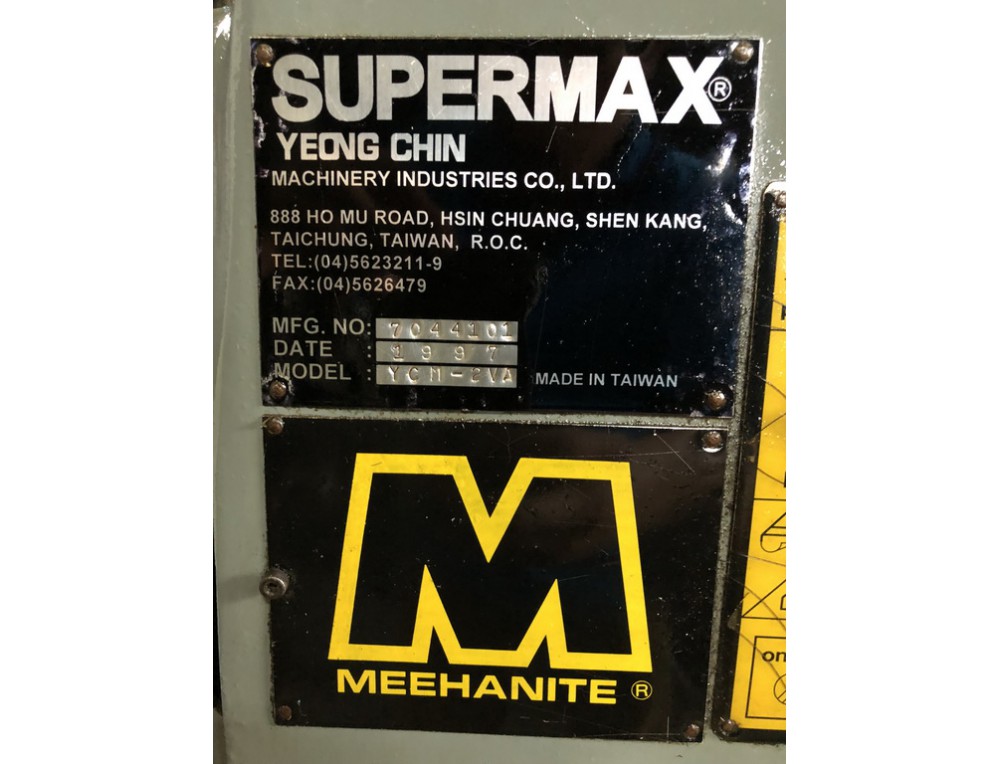 SUPERMAX®
YEONG CHIN
MACHINERY INDUSTRIES CO., LTD.
888 HO MU ROAD, HSIN CHUANG, SHEN KANG,
TAICHUNG, TAIWAN, R.O.C.
TEL:(04)5623211-9
FAX:(04)5626479
MFG. NO: 7044101
DATE : 1997
MODEL : YCM-2VA MADE IN TAIWAN
M
MEEHANITE ®
on